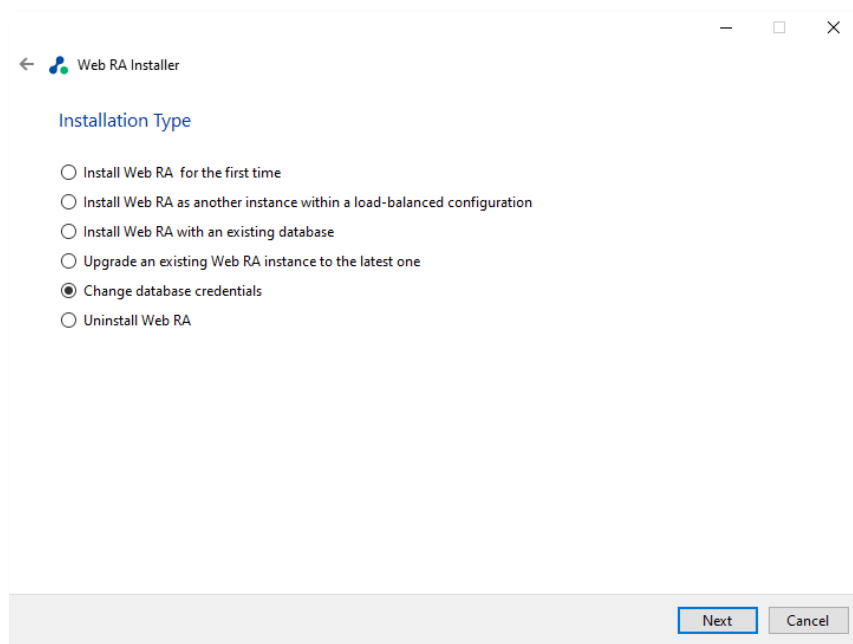 Web RA Installer
Installation Type
Install Web RA for the first time
Install Web RA as another instance within a load-balanced configuration
Install Web RA with an existing database
Upgrade an existing Web RA instance to the latest one
Change database credentials
Uninstall Web RA
Next Cancel